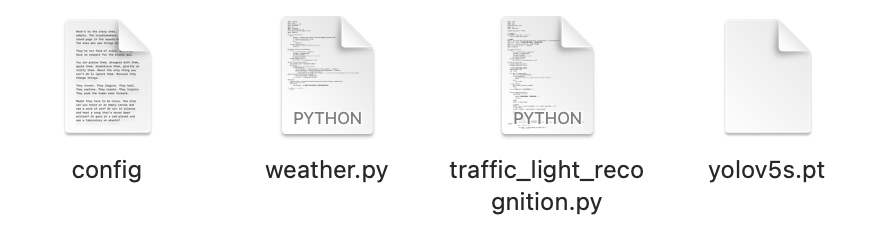 PYTHON
PYTHON
config
weather.py
traffic_light_reco
gnition.py
yolov5s.pt